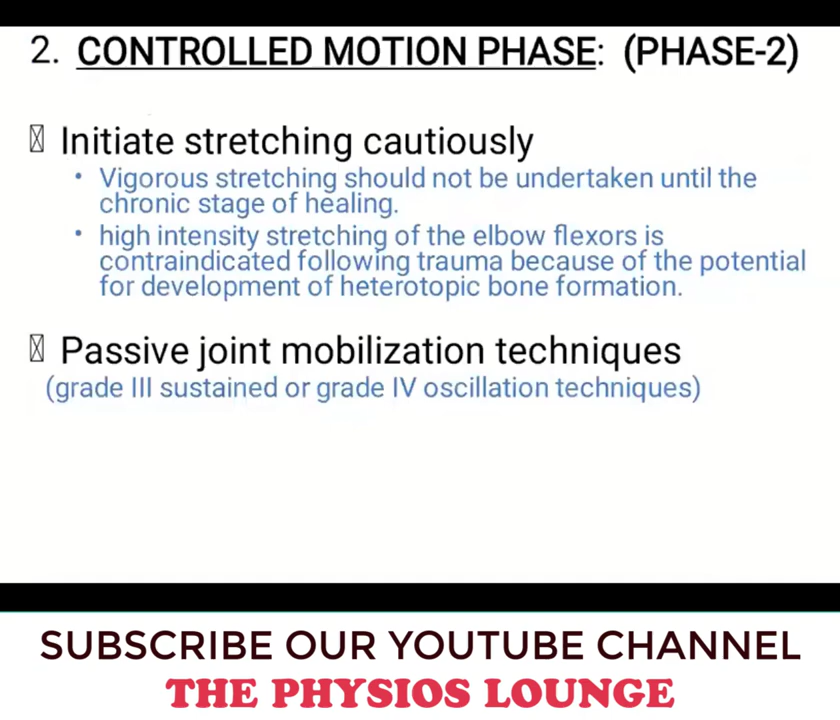 2. CONTROLLED MOTION PHASE: (PHASE-2)
Initiate stretching cautiously
• Vigorous stretching should not be undertaken until the
chronic stage of healing.
• high intensity stretching of the elbow flexors is
contraindicated following trauma because of the potential
for development of heterotopic bone formation.
Passive joint mobilization techniques
(grade III sustained or grade IV oscillation techniques)
SUBSCRIBE OUR YOUTUBE CHANNEL
THE PHYSIOS LOUNGE